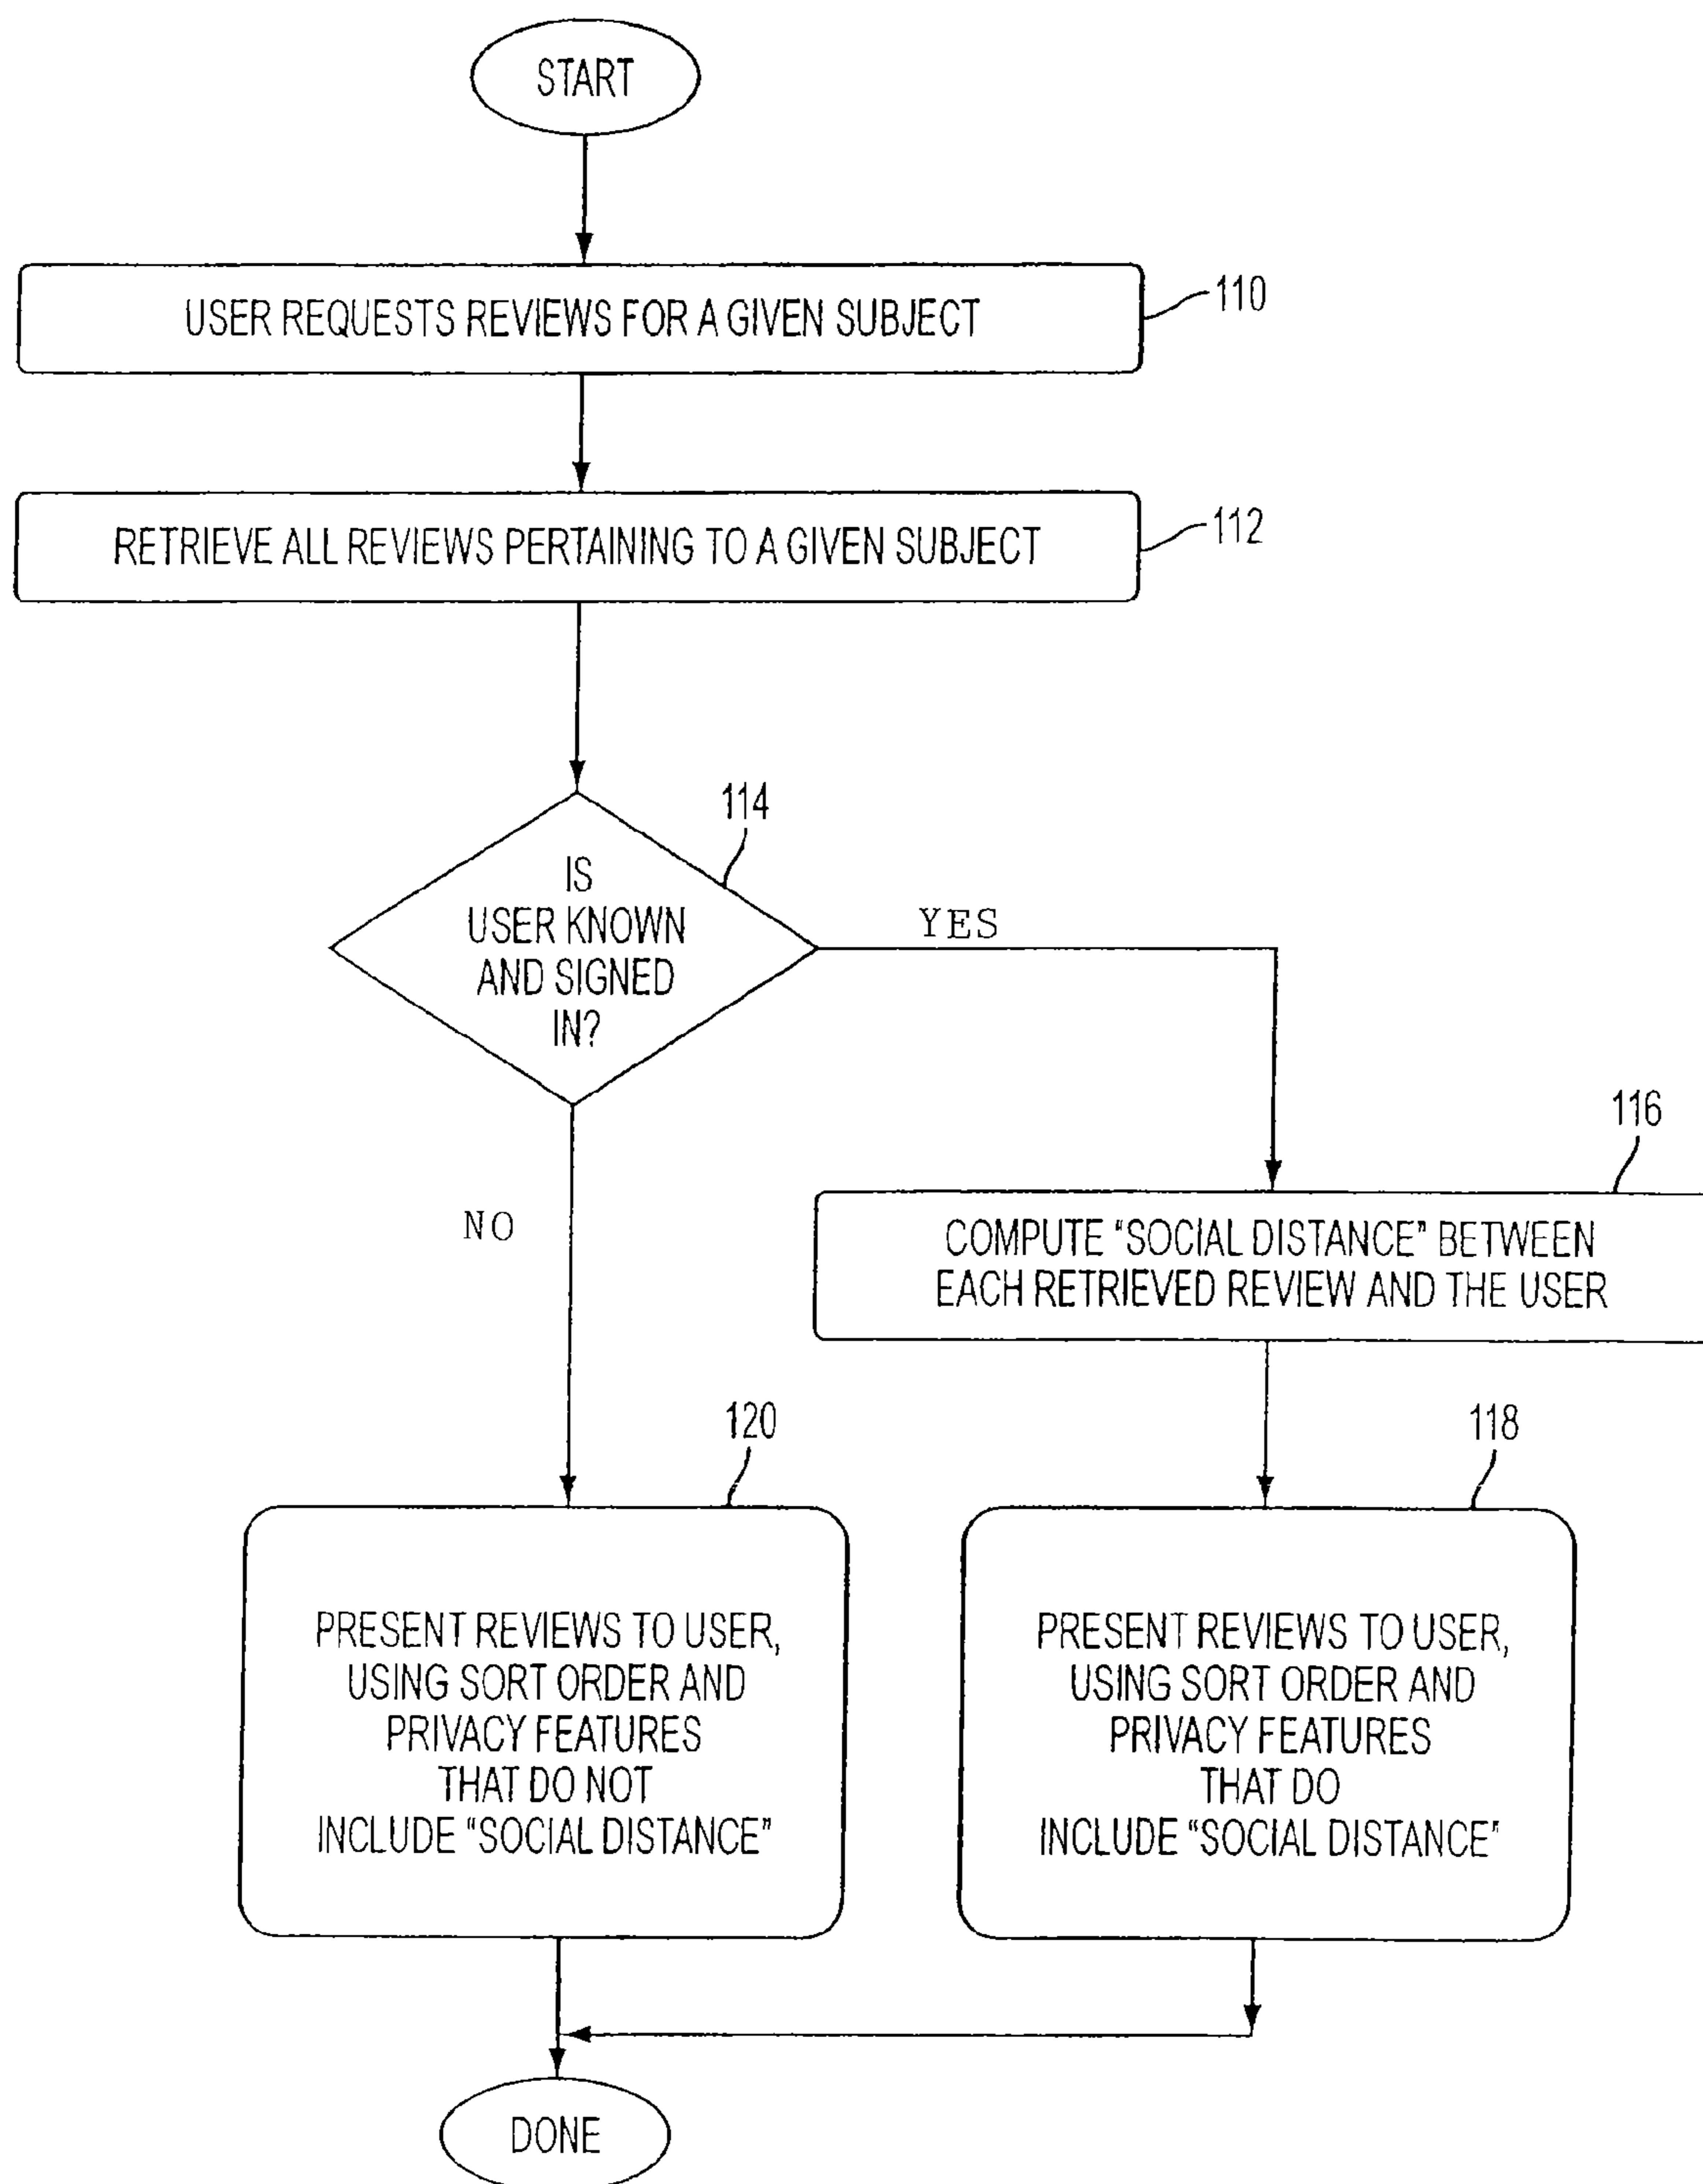 START
USER REQUESTS REVIEWS FOR A GIVEN SUBJECT
110
RETRIEVE ALL REVIEWS PERTAINING TO A GIVEN SUBJECT
112
114
IS
USER KNOWN
AND SIGNED
IN?
YES
NO
116
COMPUTE "SOCIAL DISTANCE" BETWEEN
EACH RETRIEVED REVIEW AND THE USER
120
PRESENT REVIEWS TO USER,
USING SORT ORDER AND
PRIVACY FEATURES
THAT DO NOT
INCLUDE "SOCIAL DISTANCE"
118
PRESENT REVIEWS TO USER,
USING SORT ORDER AND
PRIVACY FEATURES
THAT DO
INCLUDE "SOCIAL DISTANCE"
DONE